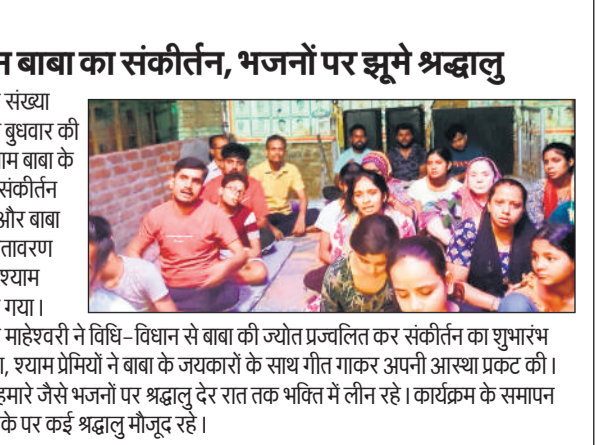 बाबा का संकीर्तन, भजनों पर झूमे श्रद्धालु
संख्या
बुधवार की
बाबा के
संकीर्तन
और बाबा
श्याम
गया।
माहेश्वरी ने विधि-विधान से बाबा की ज्योत प्रज्वलित कर संकीर्तन का शुभारंभ
श्याम प्रेमियों ने बाबा के जयकारों के साथ गीत गाकर अपनी आस्था प्रकट की।
हमारे जैसे भजनों पर श्रद्धालु देर रात तक भक्ति में लीन रहे। कार्यक्रम के समापन
के पर कई श्रद्धालु मौजूद रहे।